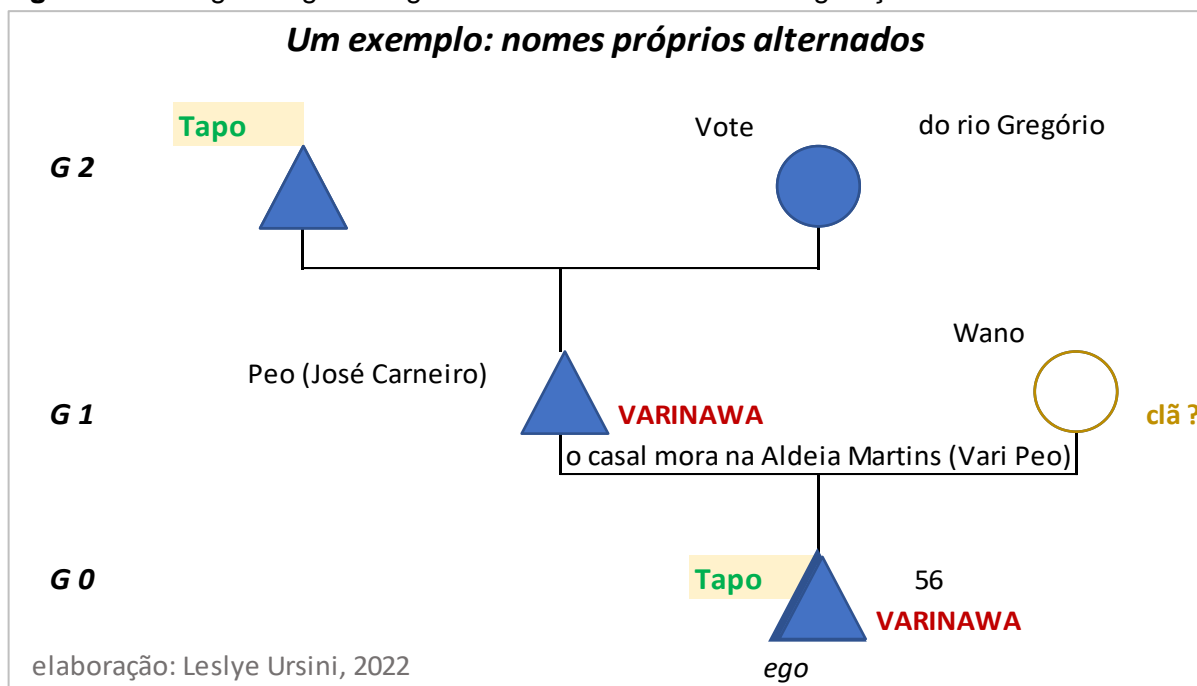 Um exemplo: nomes próprios alternados
Tapo
Vote
do rio Gregório
G 2
Wano
Peo (José Carneiro)
G 1
VARINAWA
clã ?
o casal mora na Aldeia Martins (Vari Peo)
G 0
Tapo
56
VARINAWA
elaboração: Leslye Ursini, 2022
ego